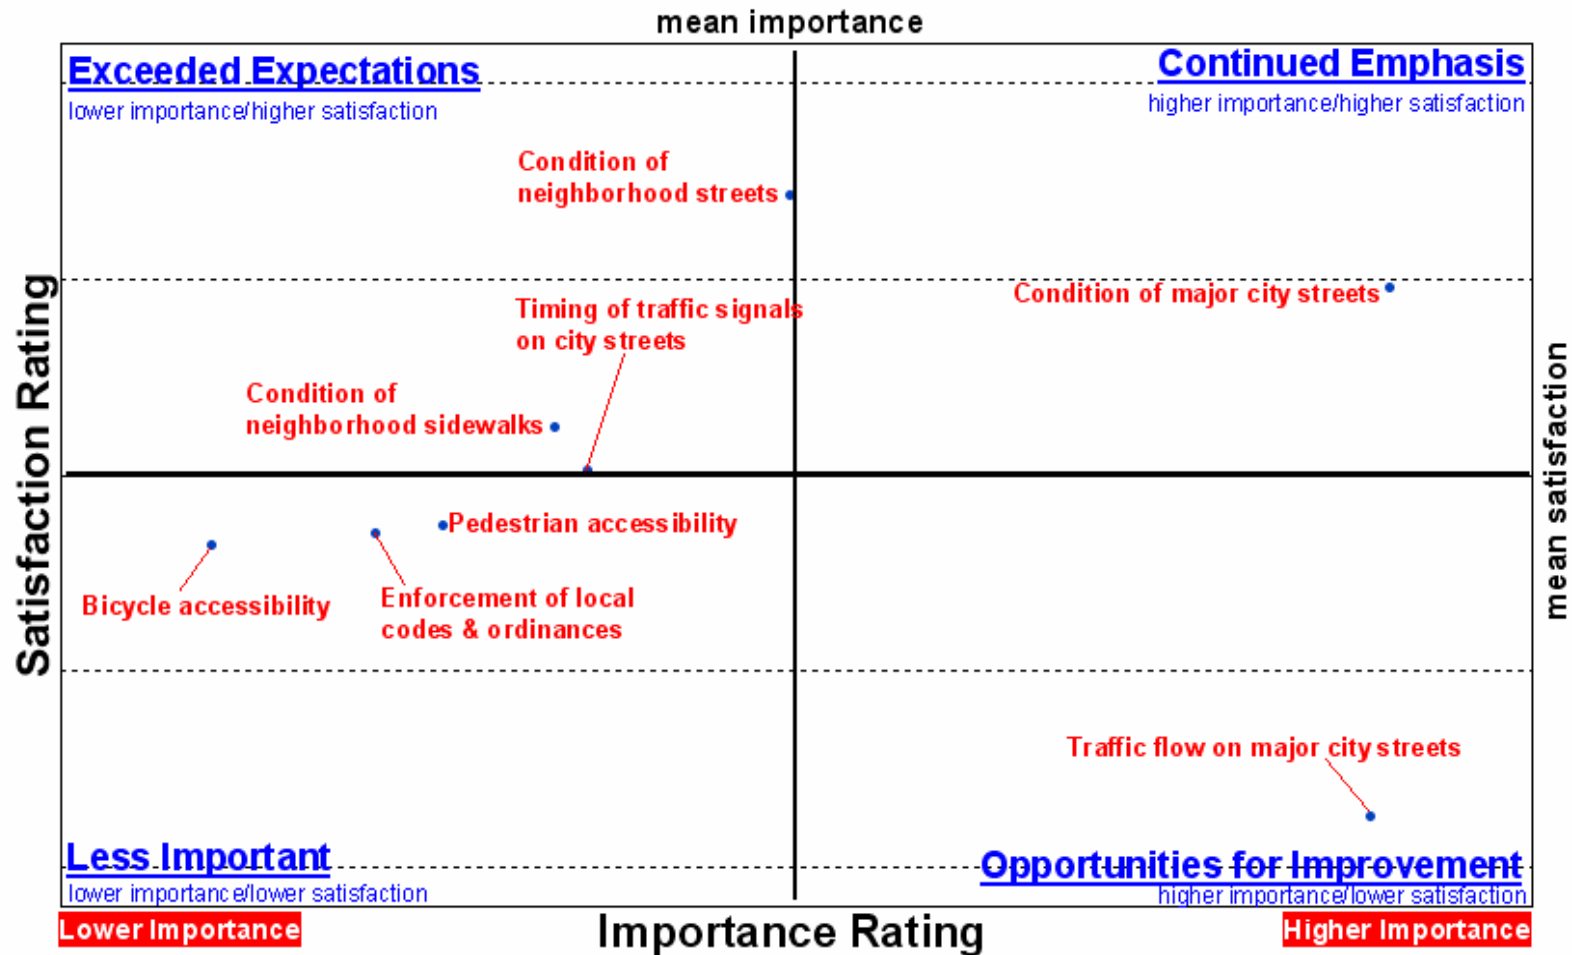 mean importance
Exceeded Expectations
lower importance/higher satisfaction
Continued Emphasis
higher importance/higher satisfaction
Condition of
neighborhood streets
Timing of traffic signals
on city streets
Condition of major city streets
Condition of
neighborhood sidewalks
Satisfaction Rating
mean satisfaction
Pedestrian accessibility
Bicycle accessibility
Enforcement of local
codes & ordinances
Traffic flow on major city streets
Less Important
lower importance/lower satisfaction
Opportunities for Improvement
higher importance/lower satisfaction
Lower Importance
Importance Rating
Higher Importance